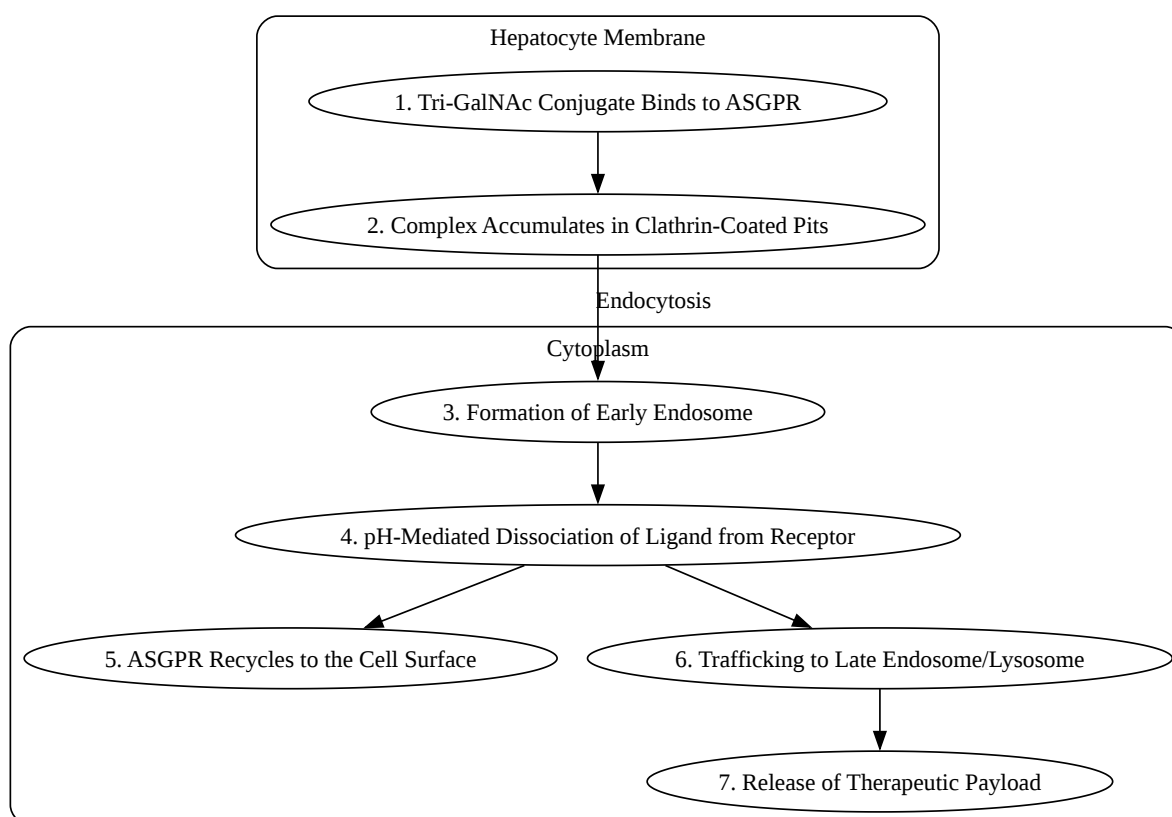 Hepatocyte Membrane
1. Tri-GalNAc Conjugate Binds to ASGPR
2. Complex Accumulates in Clathrin-Coated Pits
Endocytosis
Cytoplasm
3. Formation of Early Endosome
4. pH-Mediated Dissociation of Ligand from Receptor
5. ASGPR Recycles to the Cell Surface
6. Trafficking to Late Endosome/Lysosome
7. Release of Therapeutic Payload